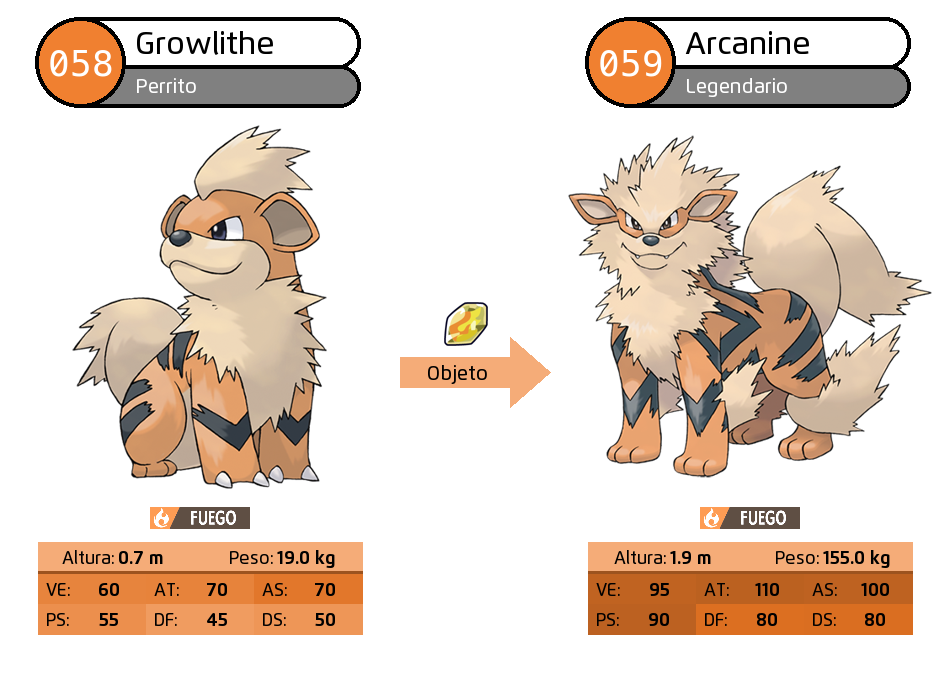 058 Growlithe
Perrito
059 Arcanine
Legendario
Objeto
FUEGO
Altura: 0.7 m Peso: 19.0 kg
VE: 60 AT: 70 AS: 70
PS: 55 DF: 45 DS: 50
FUEGO
Altura: 1.9 m Peso: 155.0 kg
VE: 95 AT: 110 AS: 100
PS: 90 DF: 80 DS: 80